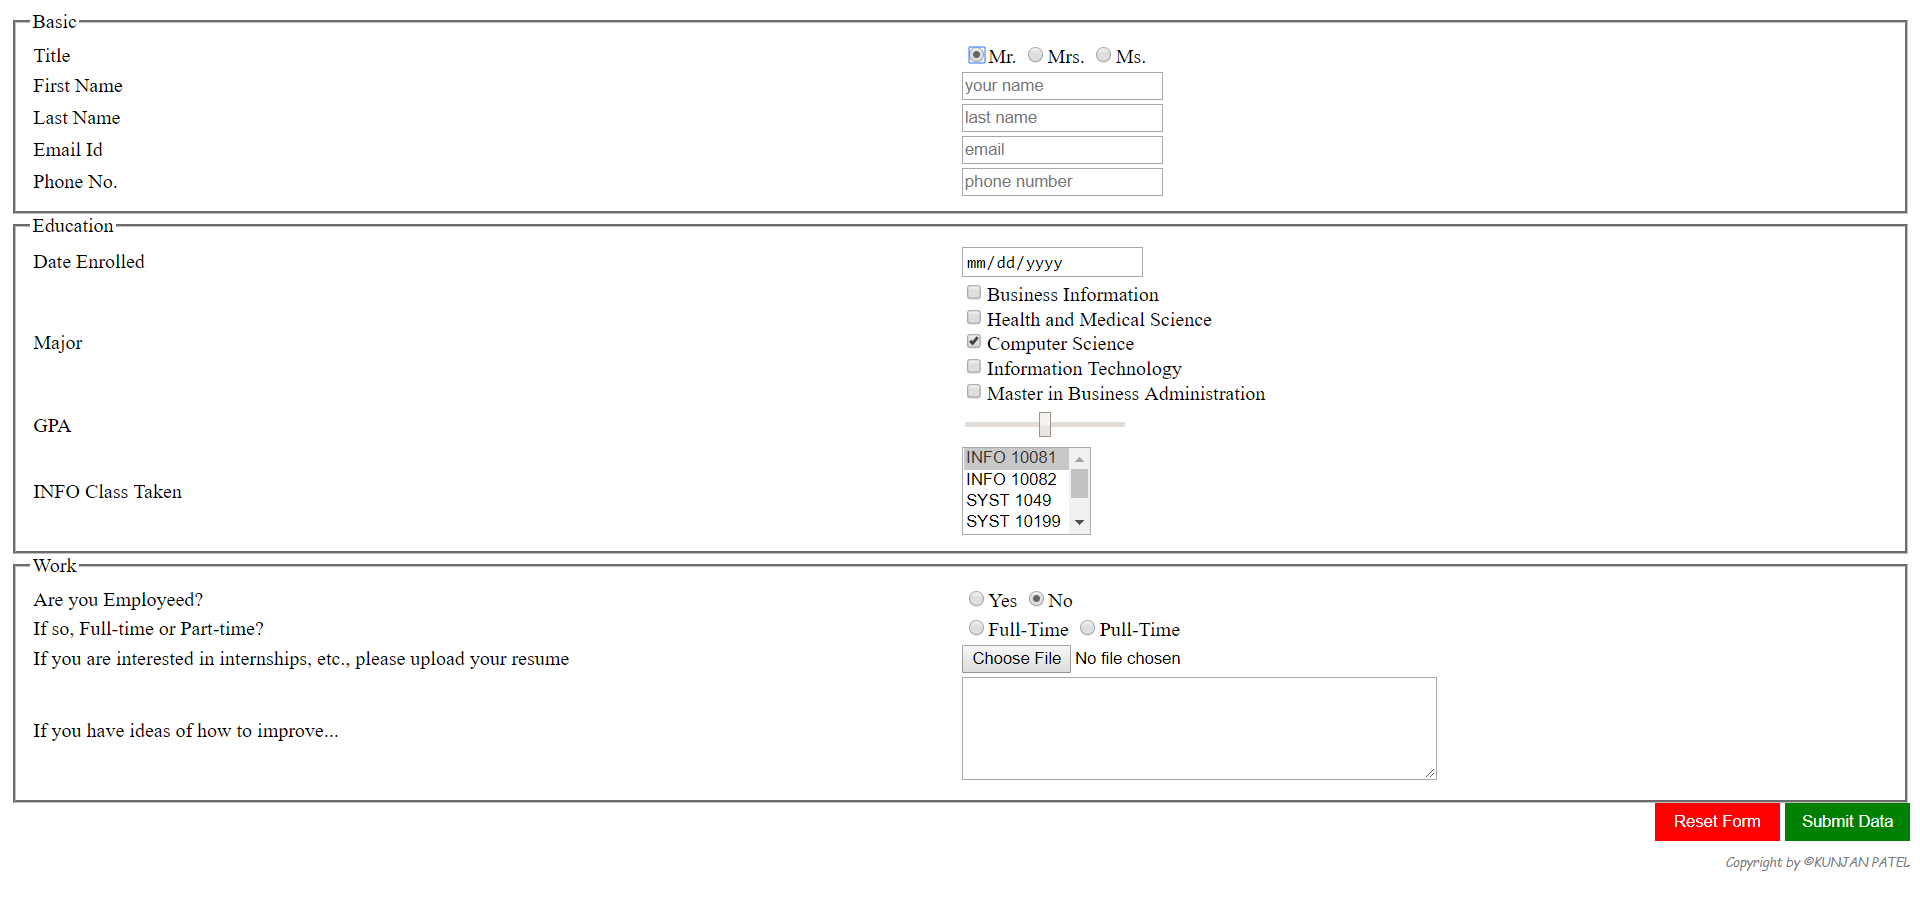 Basic
Title Mr. Mrs. Ms.
First Name your name
Last Name last name
Email Id email
Phone No. phone number
Education
Date Enrolled mm/dd/yyyy
Business Information
Health and Medical Science
Major Computer Science
Information Technology
Master in Business Administration
GPA
INFO 10081
INFO 10082
INFO Class Taken
SYST 1049
SYST 10199
Work
Are you Employeed? Yes No
If so, Full-time or Part-time? Full-Time Pull-Time
If you are interested in internships, etc., please upload your resume Choose File No file chosen
If you have ideas of how to improve...
Reset Form Submit Data
Copyright by ©KUNJAN PATEL